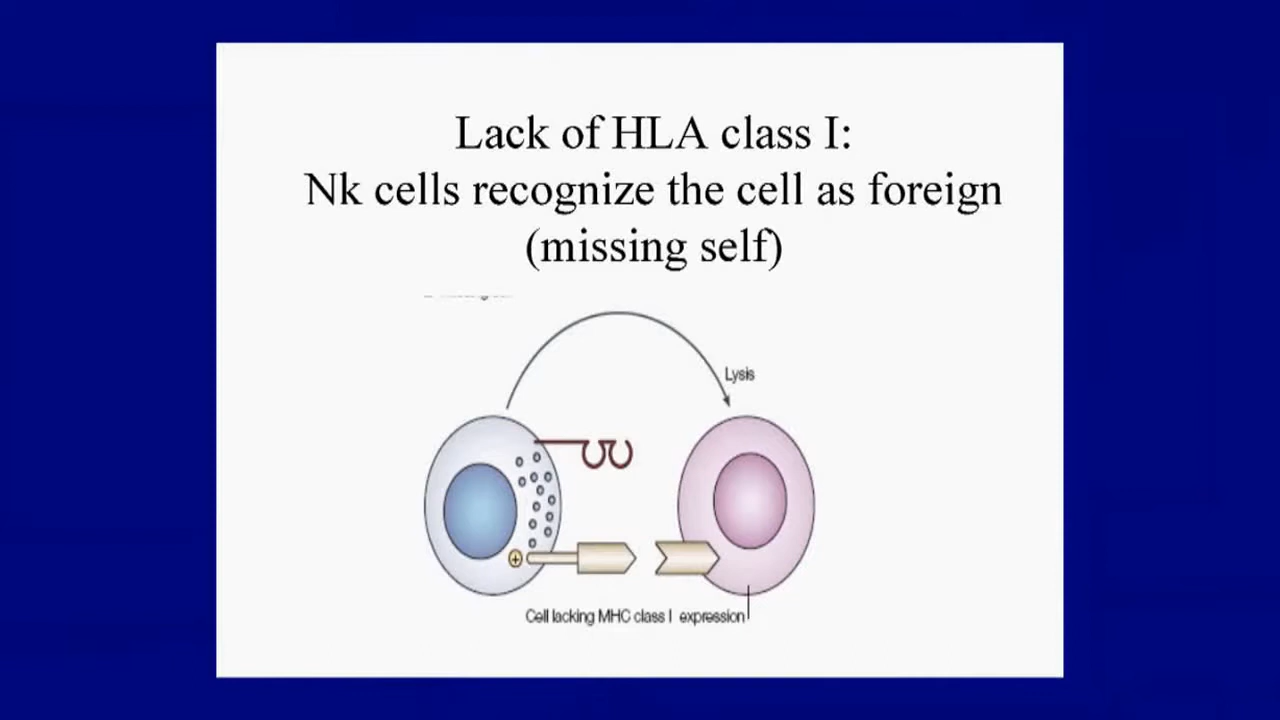 Lack of HLA class I:
Nk cells recognize the cell as foreign
(missing self)
Lysis
+
Cell lacking MHC class I expression